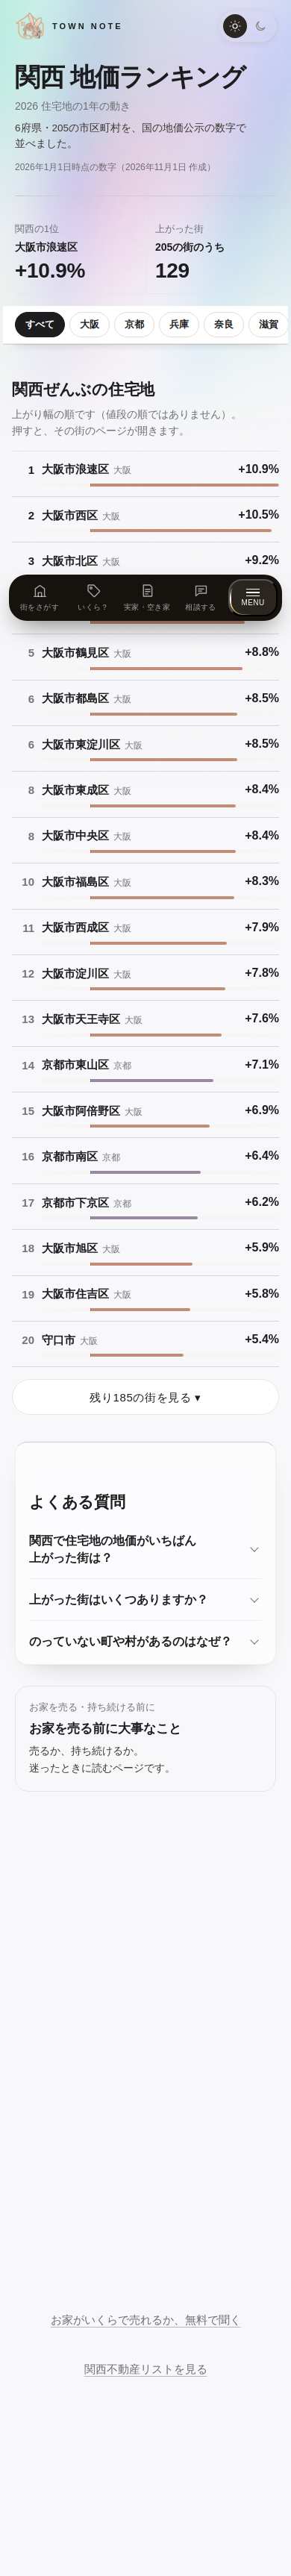 TOWN NOTE
関西 地価ランキング
2026 住宅地の1年の動き
6府県・205の市区町村を、国の地価公示の数字で
並べました。
2026年1月1日時点の数字（2026年11月1日 作成）
関西の1位
大阪市浪速区
+10.9%
上がった街
205の街のうち
129
すべて 大阪 京都 兵庫 奈良 滋賀
関西ぜんぶの住宅地
上がり幅の順です（値段の順ではありません）。
押すと、その街のページが開きます。
1 大阪市浪速区 大阪 +10.9%
2 大阪市西区 大阪 +10.5%
3 大阪市北区 大阪 +9.2%
街をさがす いくら？ 実家・空き家 相談する MENU
5 大阪市鶴見区 大阪 +8.8%
6 大阪市都島区 大阪 +8.5%
6 大阪市東淀川区 大阪 +8.5%
8 大阪市東成区 大阪 +8.4%
8 大阪市中央区 大阪 +8.4%
10 大阪市福島区 大阪 +8.3%
11 大阪市西成区 大阪 +7.9%
12 大阪市淀川区 大阪 +7.8%
13 大阪市天王寺区 大阪 +7.6%
14 京都市東山区 京都 +7.1%
15 大阪市阿倍野区 大阪 +6.9%
16 京都市南区 京都 +6.4%
17 京都市下京区 京都 +6.2%
18 大阪市旭区 大阪 +5.9%
19 大阪市住吉区 大阪 +5.8%
20 守口市 大阪 +5.4%
残り185の街を見る ▾
よくある質問
関西で住宅地の地価がいちばん
上がった街は？
上がった街はいくつありますか？
のっていない町や村があるのはなぜ？
お家を売る・持ち続ける前に
お家を売る前に大事なこと
売るか、持ち続けるか。
迷ったときに読むページです。
お家がいくらで売れるか、無料で聞く
関西不動産リストを見る